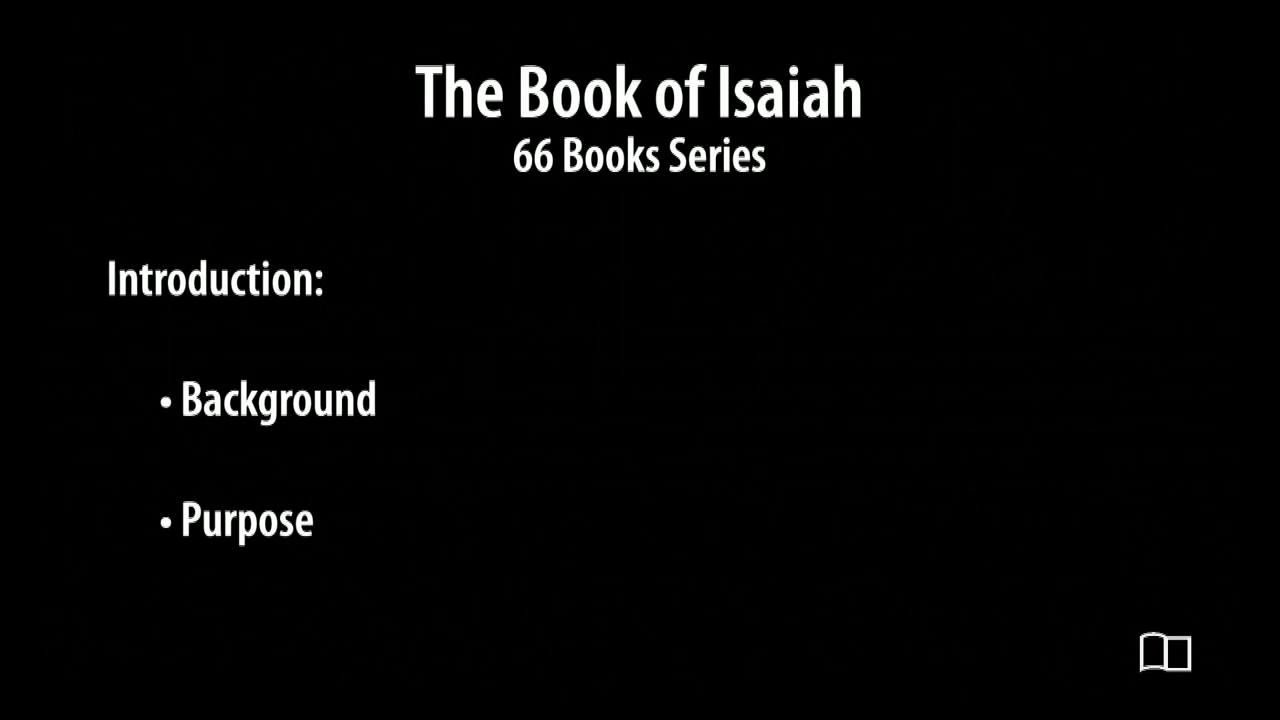 The Book of Isaiah
66 Books Series
Introduction:
• Background
• Purpose